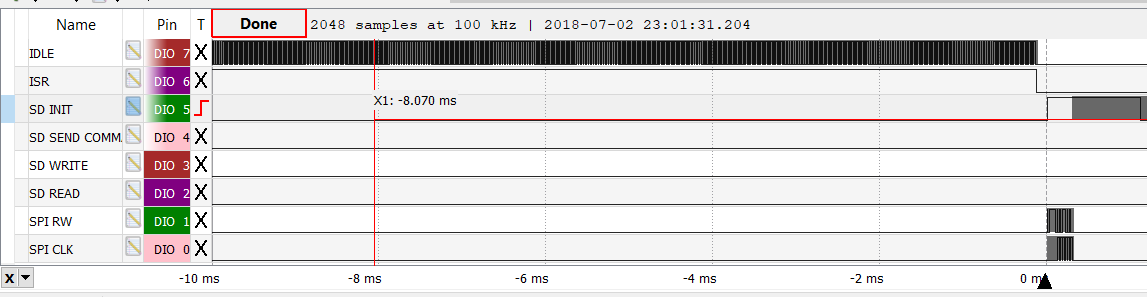 Name Pin T Done 2048 samples at 100 kHz | 2018-07-02 23:01:31.204
IDLE DIO 7 X
ISR DIO 6 X
SD INIT DIO 5 X1: -8.070 ms
SD SEND COMM DIO 4 X
SD WRITE DIO 3 X
SD READ DIO 2 X
SPI RW DIO 1 X
SPI CLK DIO 0 X
X -10 ms -8 ms -6 ms -4 ms -2 ms 0 ms